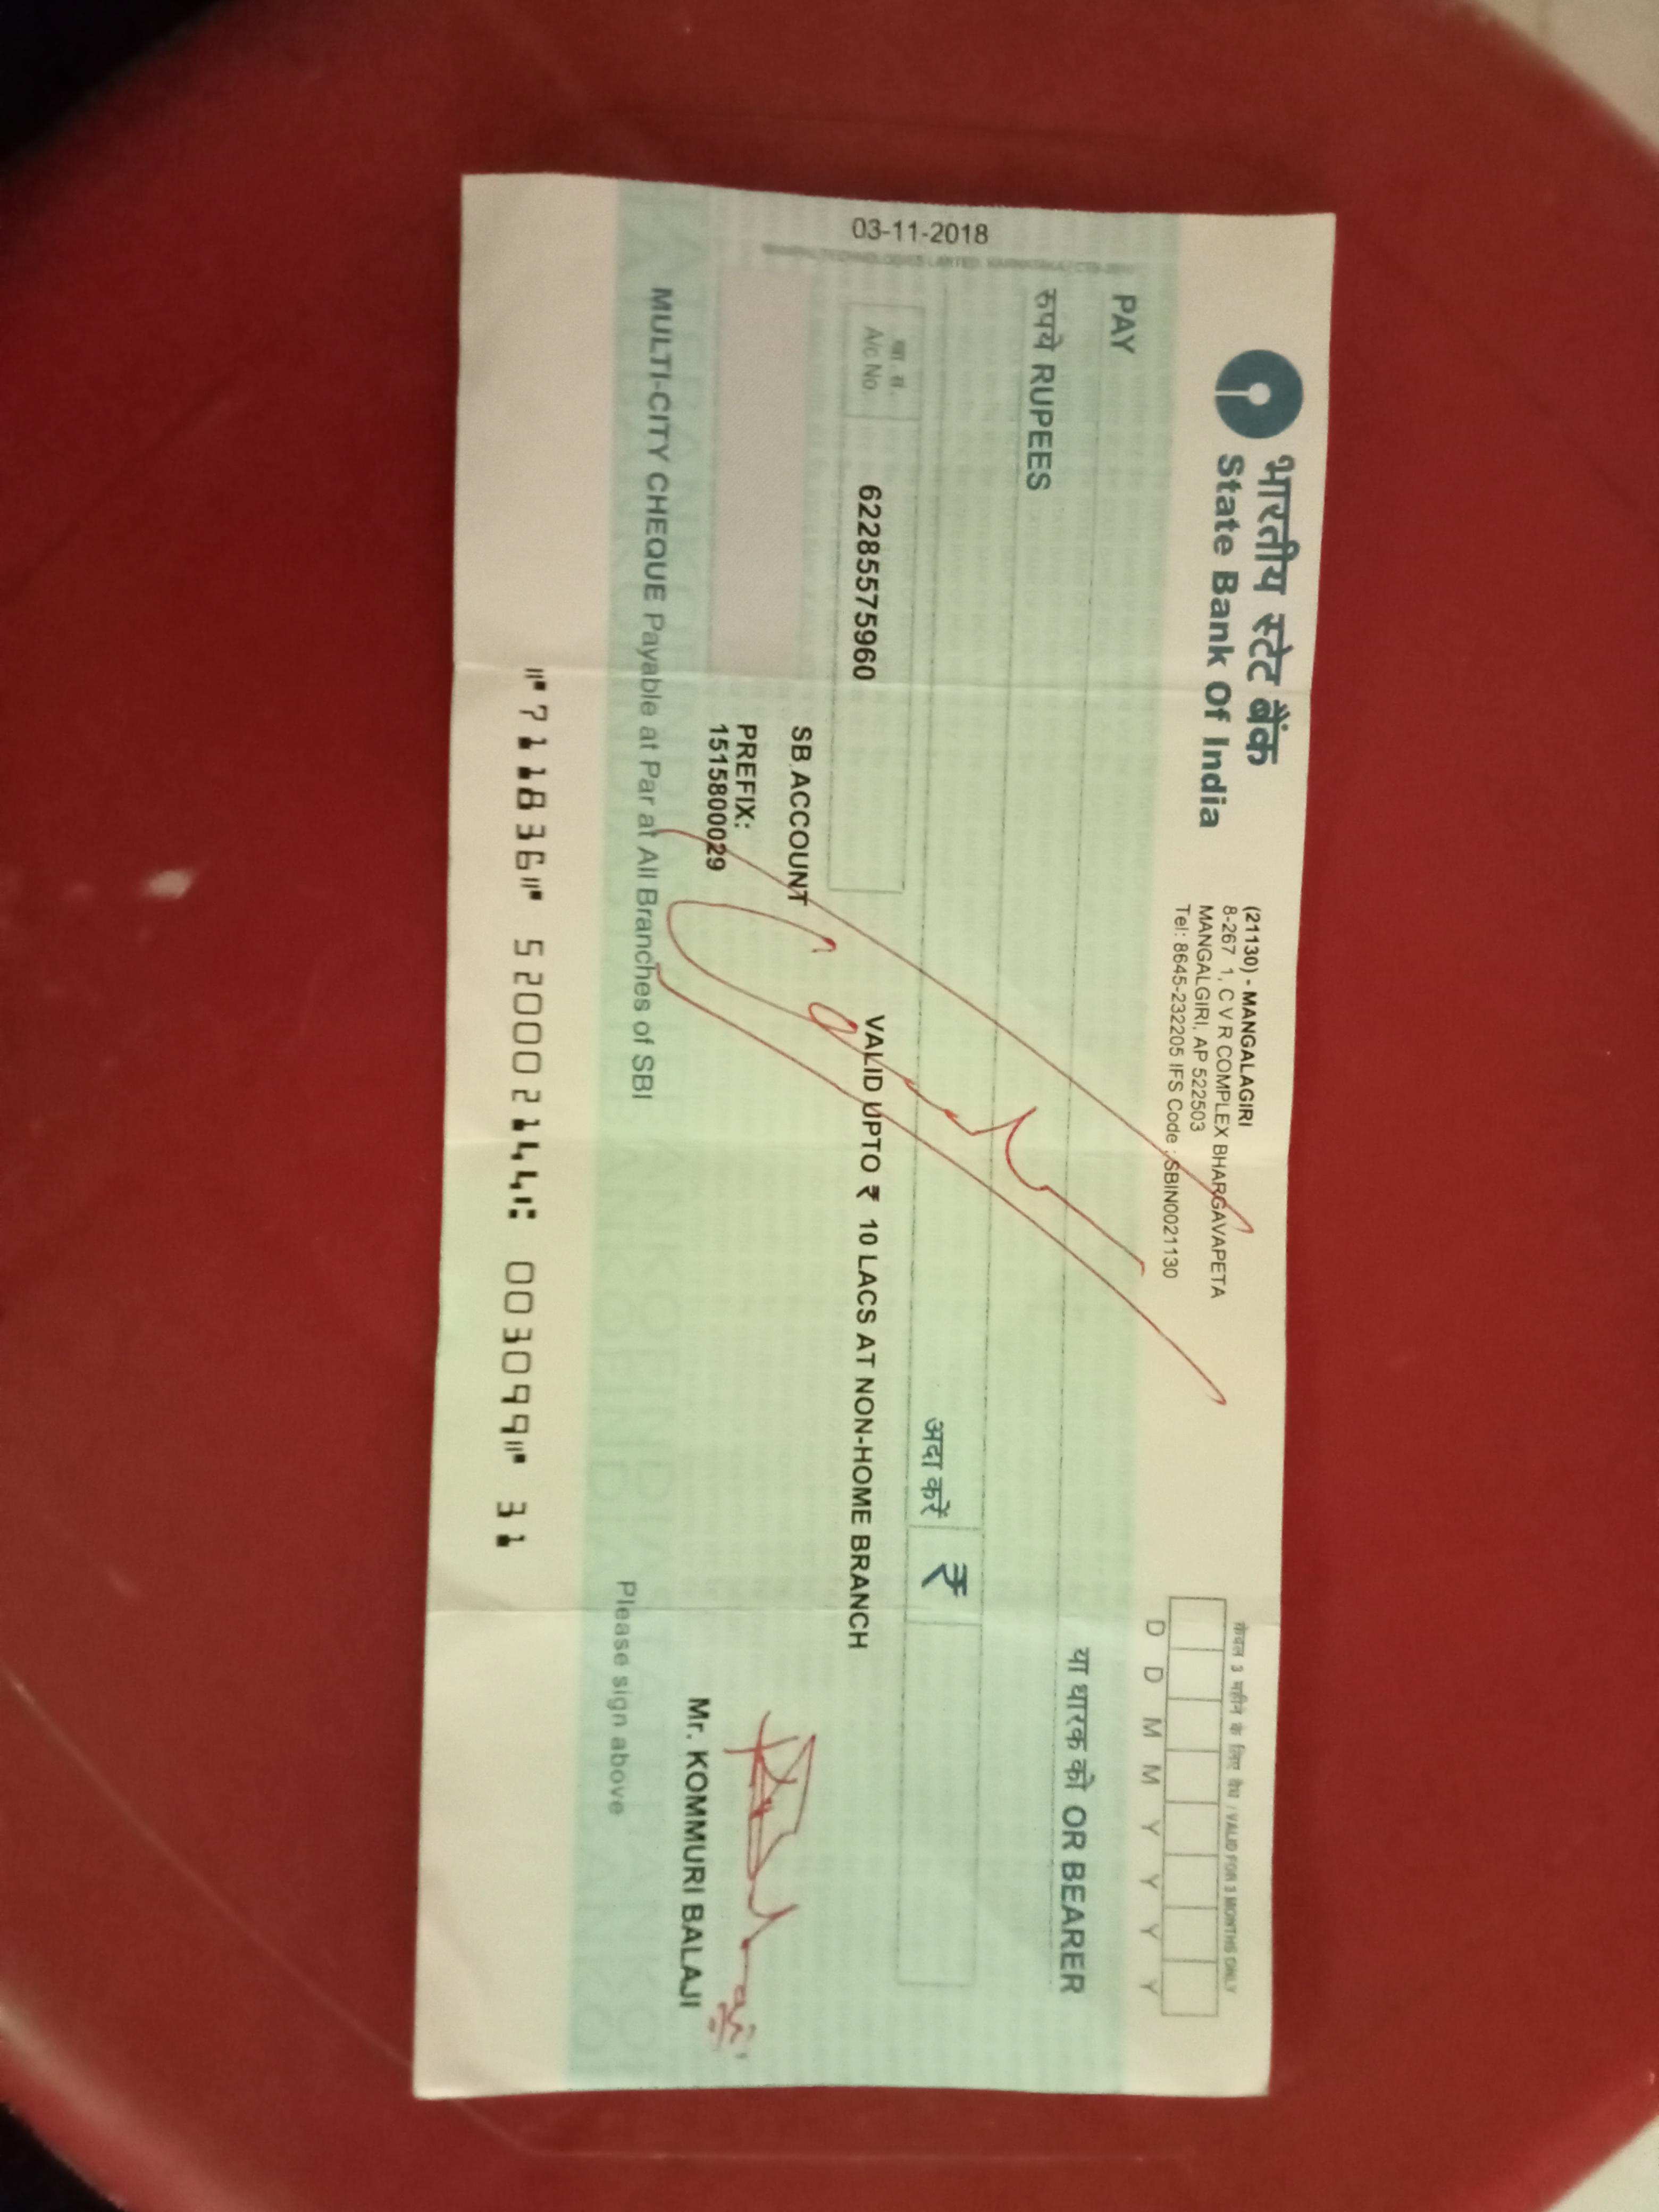 भारतीय स्टेट बैंक
State Bank Of India
(21130) - MANGALAGIRI
8-267 1, C V R COMPLEX BHARGAVAPETA
MANGALGIRI, AP 522503
Tel: 8645-232205 IFS Code : SBIN0021130
केवल 3 महीने के लिए वैध / VALID FOR 3 MONTHS ONLY
D D M M Y Y Y Y
PAY
या धारक को OR BEARER
रुपये RUPEES
अदा करें ₹
03-11-2018
A/c No.
62285575960
VALID UPTO ₹ 10 LACS AT NON-HOME BRANCH
SB ACCOUNT
PREFIX:
1515800029
Mr. KOMMURI BALAJI
MULTI-CITY CHEQUE Payable at Par at All Branches of SBI
Please sign above
⑈711836⑈ 520002144⑆ 003099⑈ 31